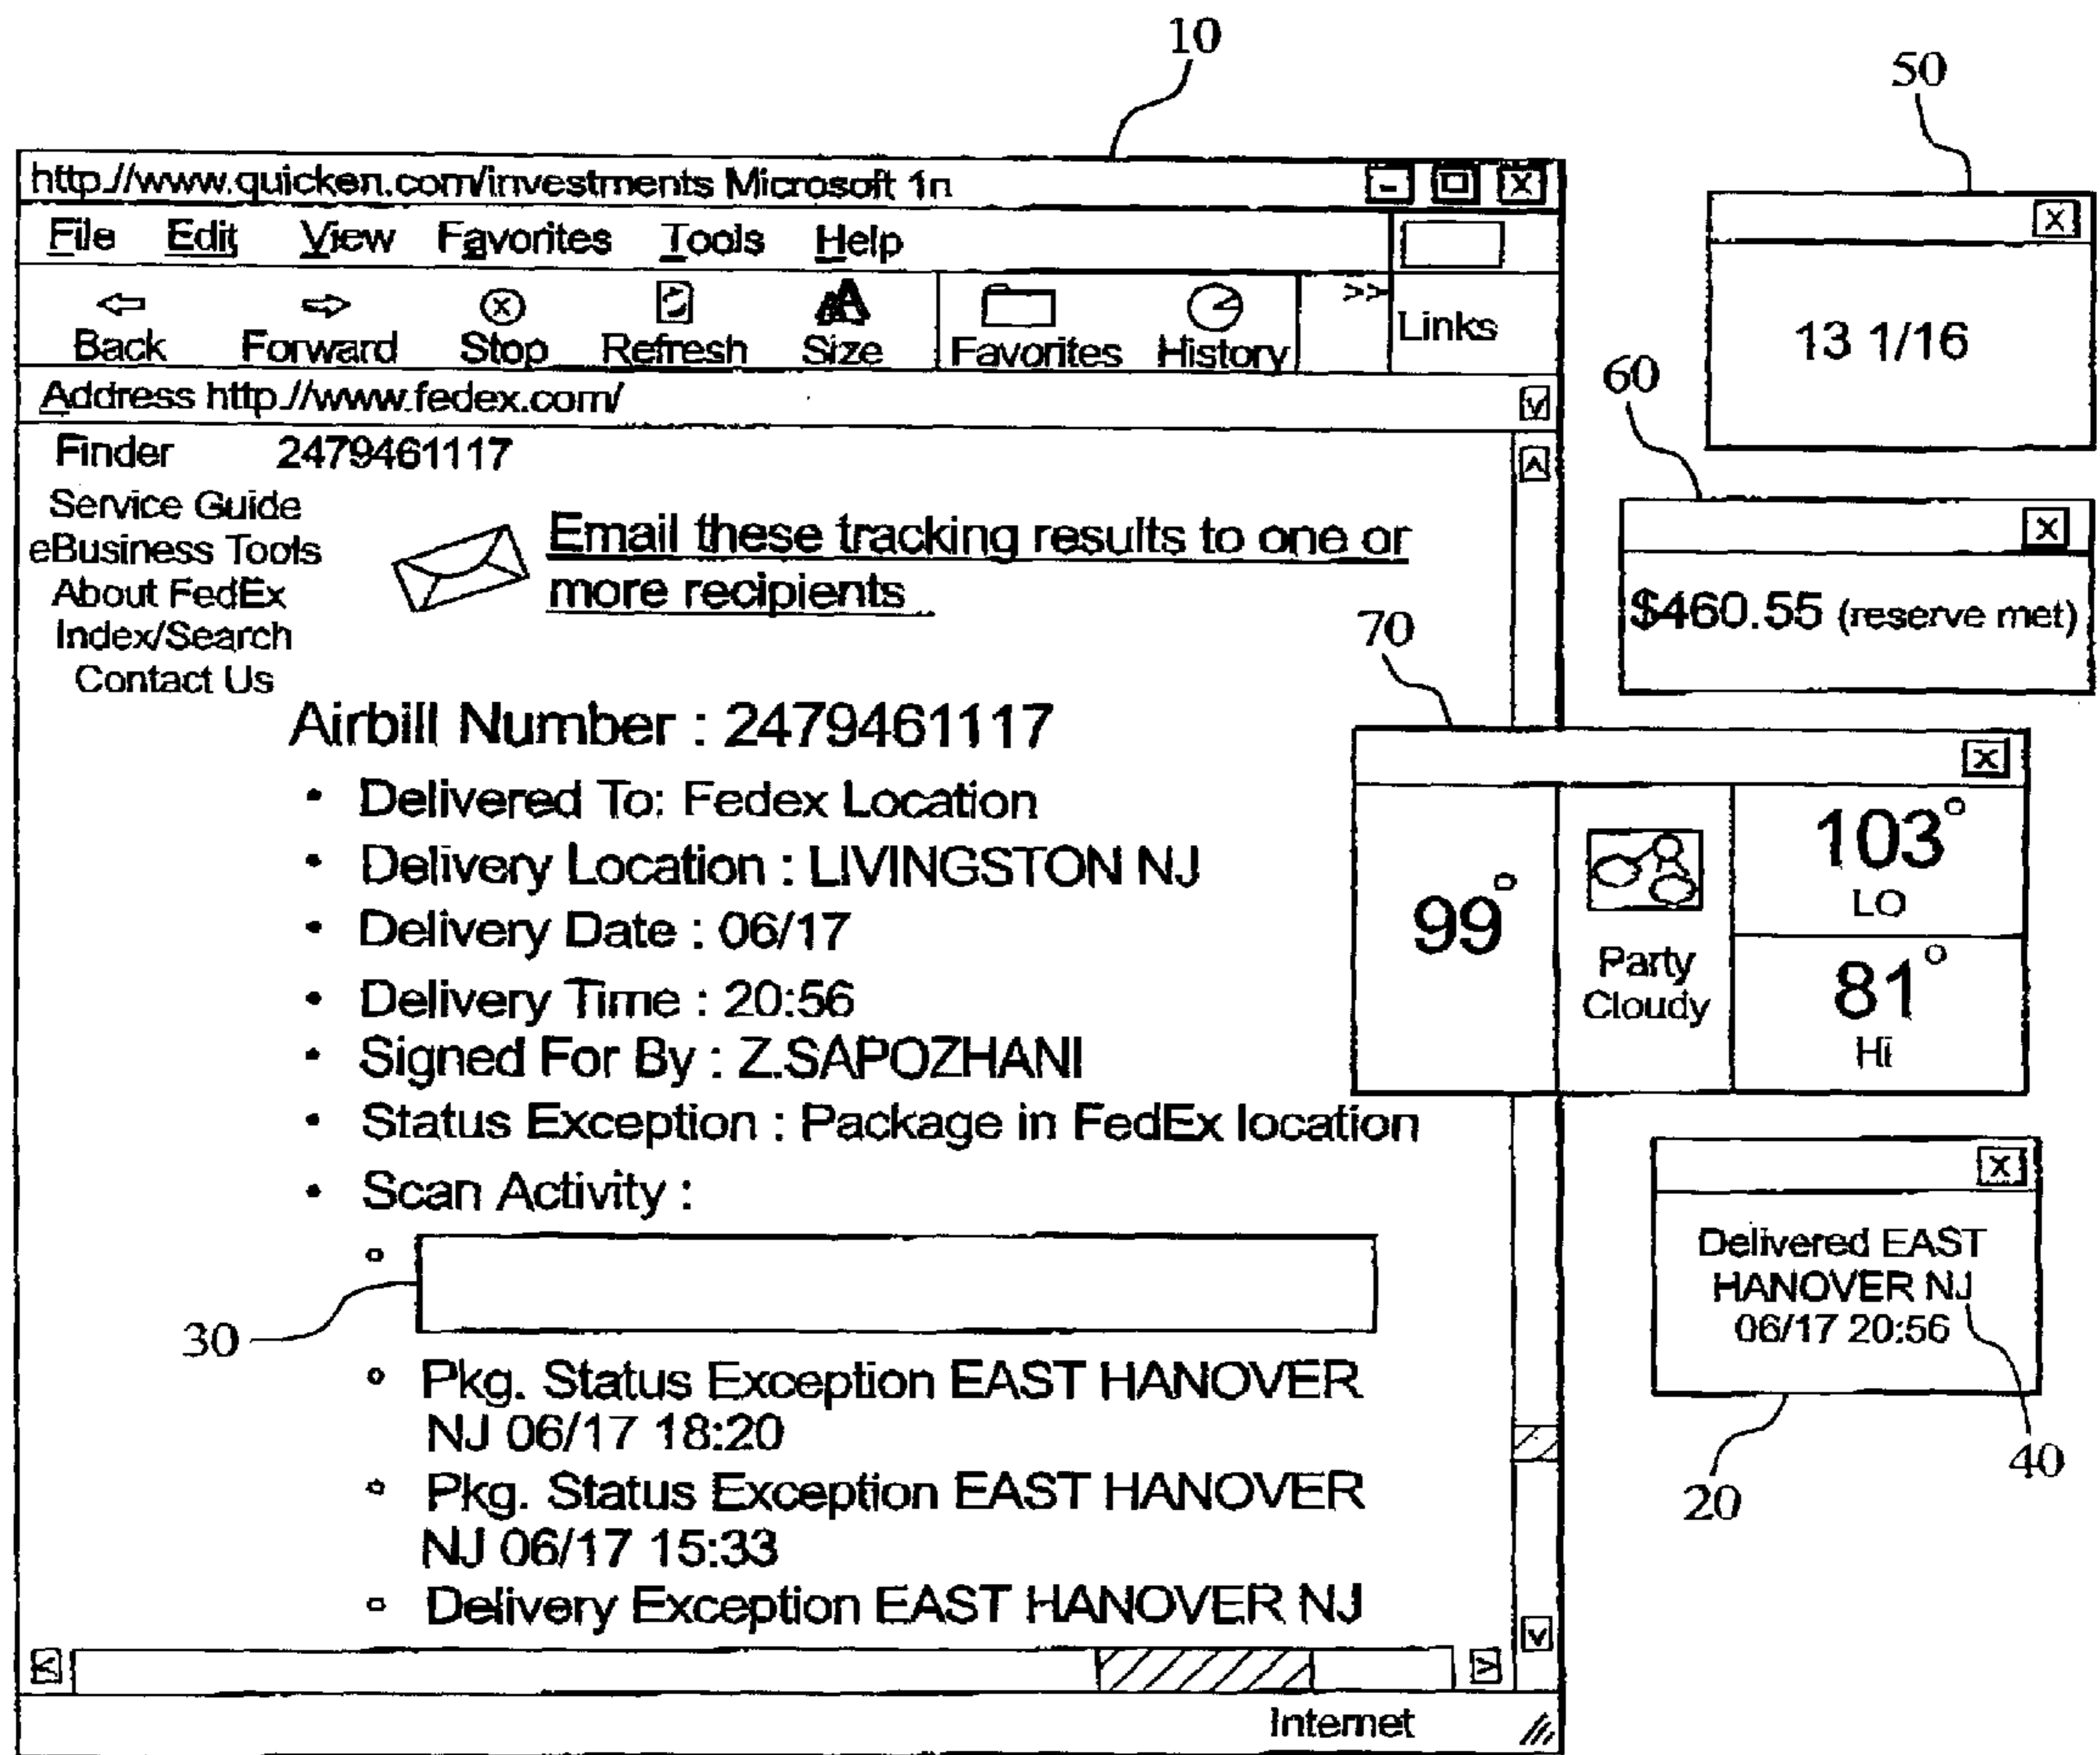 10
50
http://www.quicken.com/investments Microsoft 1n
File Edit View Favorites Tools Help
Back Forward Stop Refresh Size Favorites History >> Links
Address http://www.fedex.com/
Finder 2479461117
Service Guide
eBusiness Tools
About FedEx
Index/Search
Contact Us
Email these tracking results to one or
more recipients
Airbill Number : 2479461117
• Delivered To: Fedex Location
• Delivery Location : LIVINGSTON NJ
• Delivery Date : 06/17
• Delivery Time : 20:56
• Signed For By : Z.SAPOZHANI
• Status Exception : Package in FedEx location
• Scan Activity :
30
Pkg. Status Exception EAST HANOVER
NJ 06/17 18:20
Pkg. Status Exception EAST HANOVER
NJ 06/17 15:33
Delivery Exception EAST HANOVER NJ
Internet
X
13 1/16
60
X
$460.55 (reserve met)
70
X
99°
Party
Cloudy
103°
LO
81°
Hi
X
Delivered EAST
HANOVER NJ
06/17 20:56
40
20